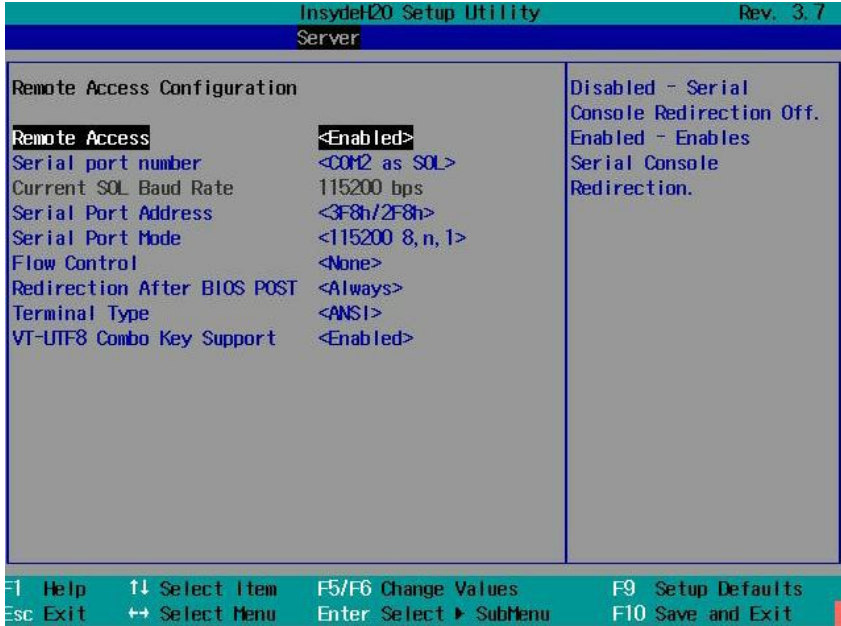 InsydeH2O Setup Utility Rev. 3.7
Server
Remote Access Configuration
Remote Access <Enabled>
Serial port number <COM2 as SOL>
Current SOL Baud Rate 115200 bps
Serial Port Address <3F8h/2F8h>
Serial Port Mode <115200 8,n,1>
Flow Control <None>
Redirection After BIOS POST <Always>
Terminal Type <ANSI>
VT-UTF8 Combo Key Support <Enabled>
Disabled - Serial
Console Redirection Off.
Enabled - Enables
Serial Console
Redirection.
F1 Help ↑↓ Select Item F5/F6 Change Values F9 Setup Defaults
Esc Exit ↔ Select Menu Enter Select ▶ SubMenu F10 Save and Exit